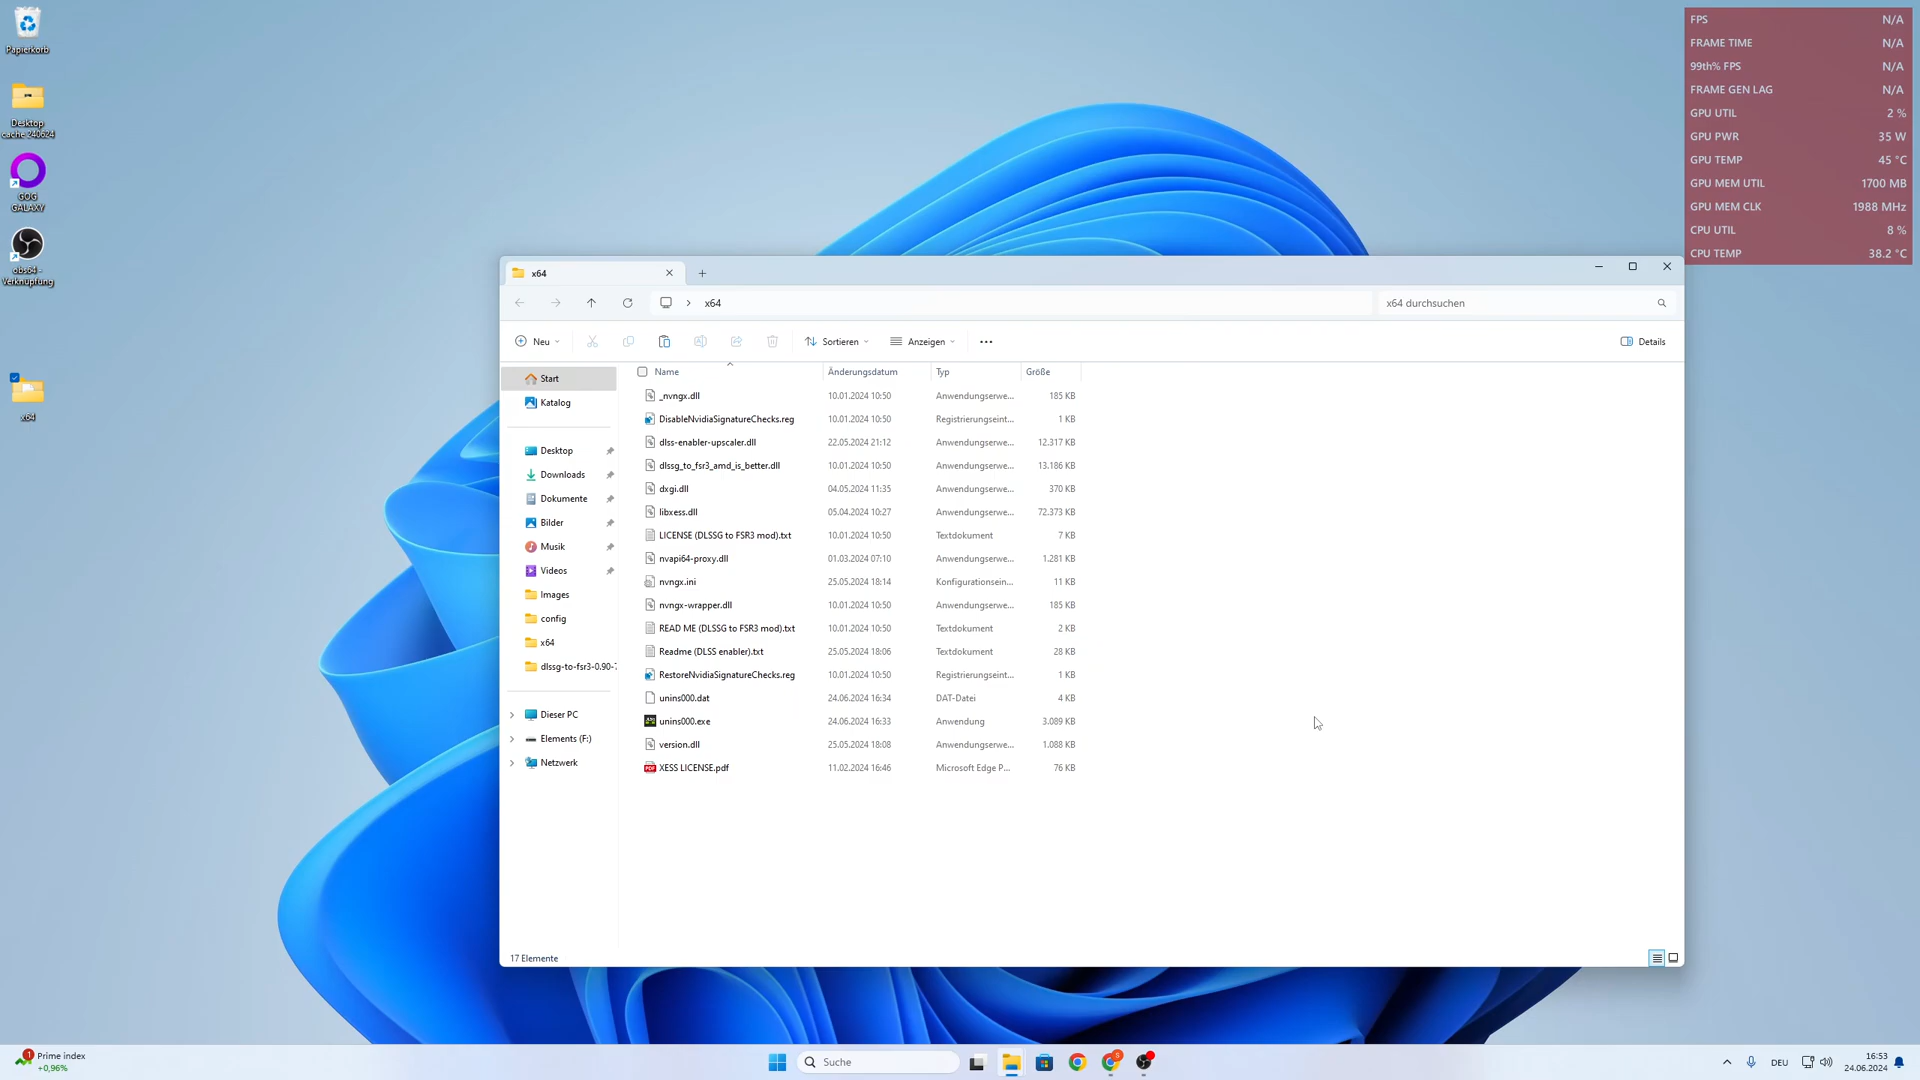 Papierkorb
Desktop
cache 240624
GOG
GALAXY
obs64 -
Verknüpfung
x64
FPS N/A
FRAME TIME N/A
99th% FPS N/A
FRAME GEN LAG N/A
GPU UTIL 2 %
GPU PWR 35 W
GPU TEMP 45 °C
GPU MEM UTIL 1700 MB
GPU MEM CLK 1988 MHz
CPU UTIL 8 %
CPU TEMP 38.2 °C
x64
x64
x64 durchsuchen
Neu
Sortieren
Anzeigen
Details
Start
Katalog
Desktop
Downloads
Dokumente
Bilder
Musik
Videos
Images
config
x64
dlssg-to-fsr3-0.90-7
Dieser PC
Elements (F:)
Netzwerk
Name Änderungsdatum Typ Größe
_nvngx.dll 10.01.2024 10:50 Anwendungserwe... 185 KB
DisableNvidiaSignatureChecks.reg 10.01.2024 10:50 Registrierungseint... 1 KB
dlss-enabler-upscaler.dll 22.05.2024 21:12 Anwendungserwe... 12.317 KB
dlssg_to_fsr3_amd_is_better.dll 10.01.2024 10:50 Anwendungserwe... 13.186 KB
dxgi.dll 04.05.2024 11:35 Anwendungserwe... 370 KB
libxess.dll 05.04.2024 10:27 Anwendungserwe... 72.373 KB
LICENSE (DLSSG to FSR3 mod).txt 10.01.2024 10:50 Textdokument 7 KB
nvapi64-proxy.dll 01.03.2024 07:10 Anwendungserwe... 1.281 KB
nvngx.ini 25.05.2024 18:14 Konfigurationsein... 11 KB
nvngx-wrapper.dll 10.01.2024 10:50 Anwendungserwe... 185 KB
READ ME (DLSSG to FSR3 mod).txt 10.01.2024 10:50 Textdokument 2 KB
Readme (DLSS enabler).txt 25.05.2024 18:06 Textdokument 28 KB
RestoreNvidiaSignatureChecks.reg 10.01.2024 10:50 Registrierungseint... 1 KB
unins000.dat 24.06.2024 16:34 DAT-Datei 4 KB
unins000.exe 24.06.2024 16:33 Anwendung 3.089 KB
version.dll 25.05.2024 18:08 Anwendungserwe... 1.088 KB
XESS LICENSE.pdf 11.02.2024 16:46 Microsoft Edge P... 76 KB
17 Elemente
1
Prime index
+0,96%
Suche
DEU
16:53
24.06.2024